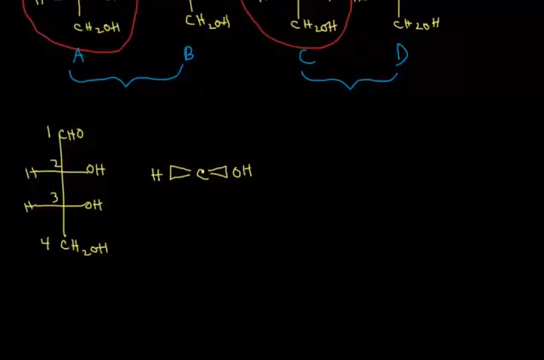 CH₂OH CH₂OH CH₂OH CH₂OH
A B C D
1 CHO
2
H OH H C OH
3
H OH
4 CH₂OH